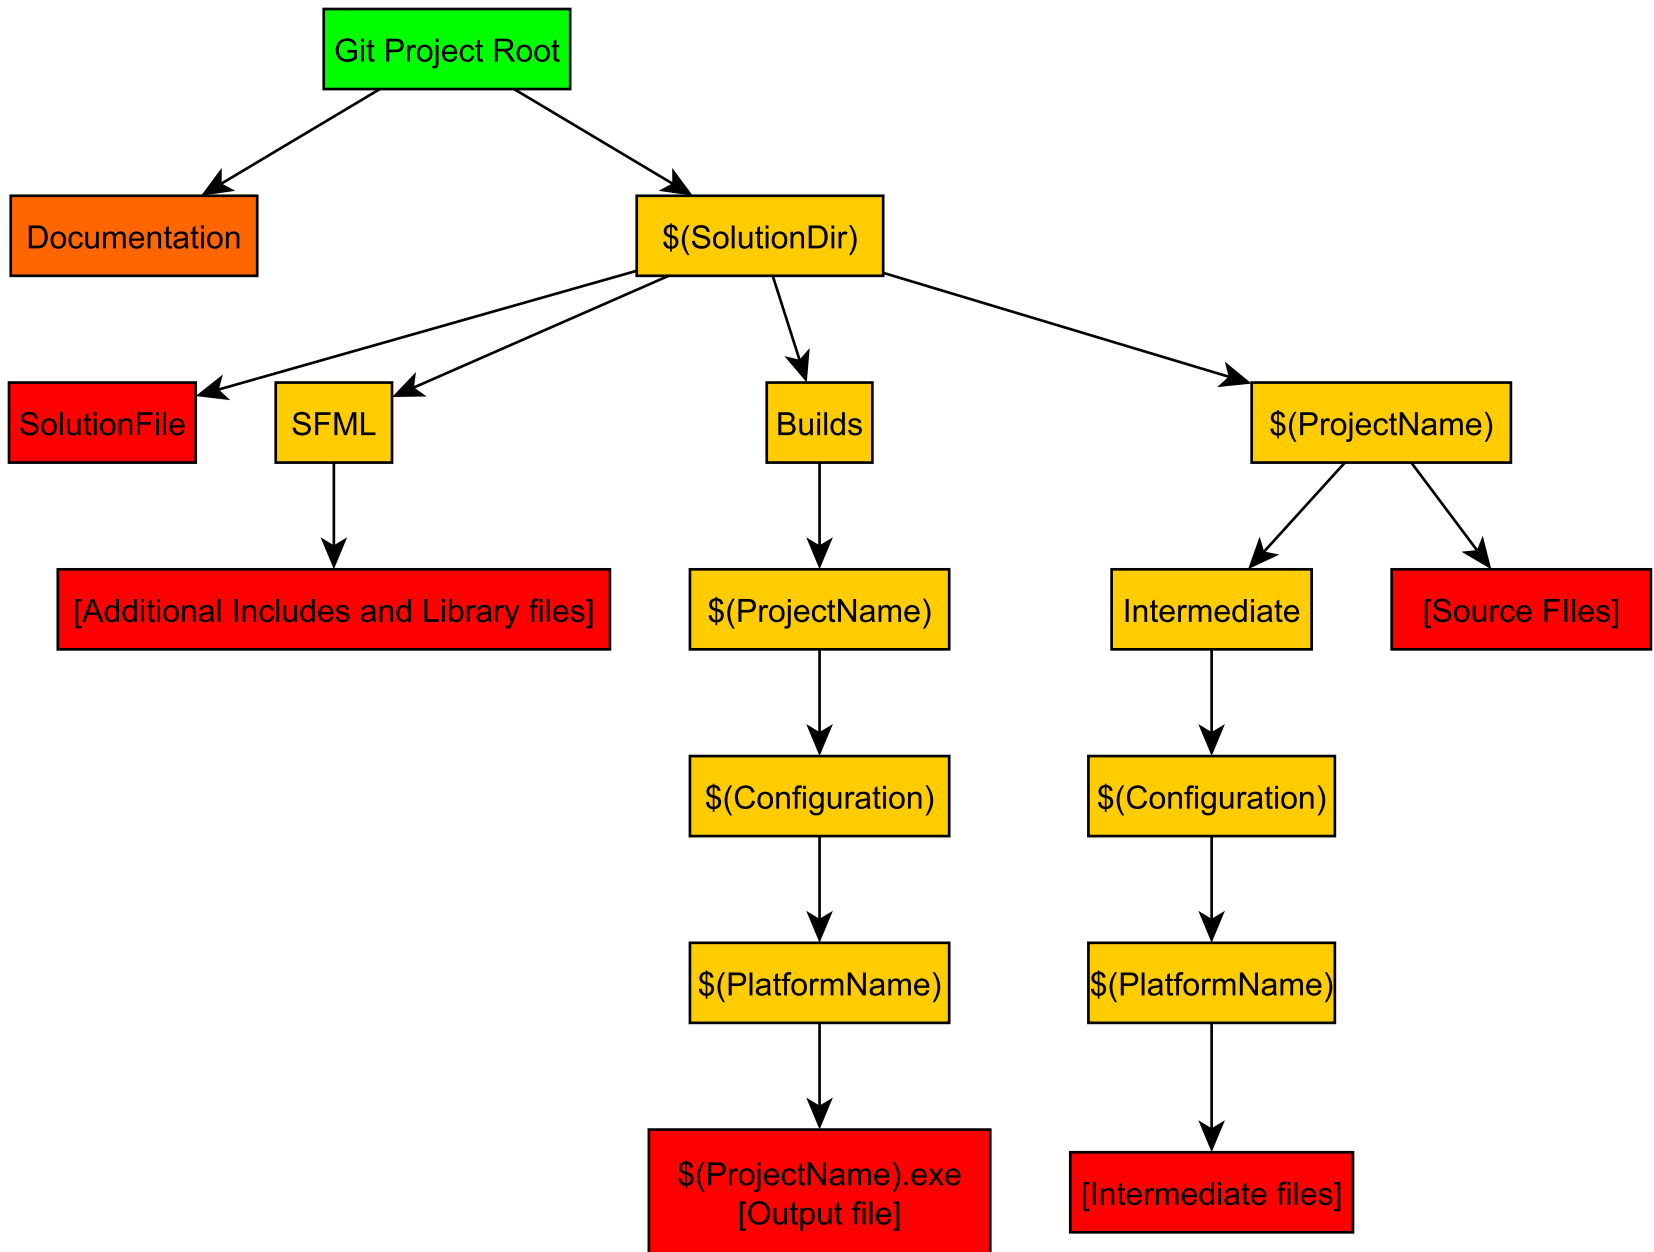 Git Project Root
Documentation
$(SolutionDir)
SolutionFile
SFML
Builds
$(ProjectName)
[Additional Includes and Library files]
$(ProjectName)
Intermediate
[Source FIles]
$(Configuration)
$(Configuration)
$(PlatformName)
$(PlatformName)
$(ProjectName).exe
[Output file]
[Intermediate files]